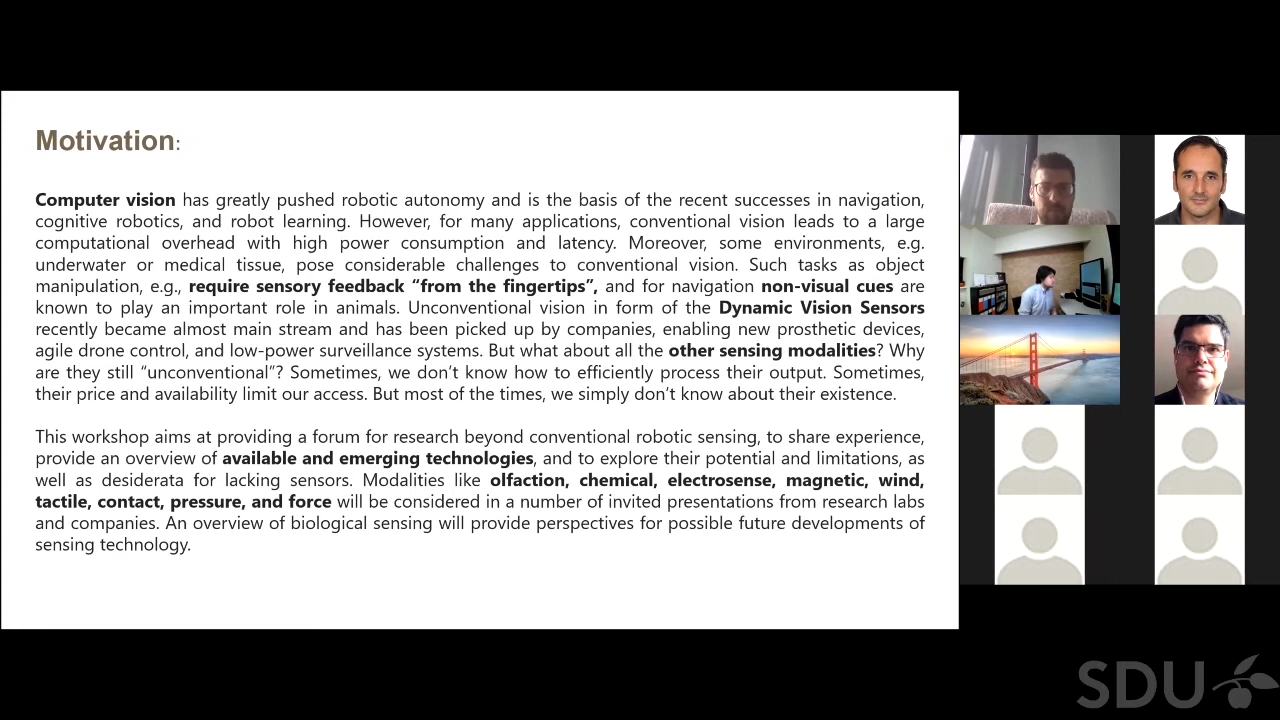 Motivation:
Computer vision has greatly pushed robotic autonomy and is the basis of the recent successes in navigation,
cognitive robotics, and robot learning. However, for many applications, conventional vision leads to a large
computational overhead with high power consumption and latency. Moreover, some environments, e.g.
underwater or medical tissue, pose considerable challenges to conventional vision. Such tasks as object
manipulation, e.g., require sensory feedback “from the fingertips”, and for navigation non-visual cues are
known to play an important role in animals. Unconventional vision in form of the Dynamic Vision Sensors
recently became almost main stream and has been picked up by companies, enabling new prosthetic devices,
agile drone control, and low-power surveillance systems. But what about all the other sensing modalities? Why
are they still “unconventional”? Sometimes, we don’t know how to efficiently process their output. Sometimes,
their price and availability limit our access. But most of the times, we simply don’t know about their existence.
This workshop aims at providing a forum for research beyond conventional robotic sensing, to share experience,
provide an overview of available and emerging technologies, and to explore their potential and limitations, as
well as desiderata for lacking sensors. Modalities like olfaction, chemical, electrosense, magnetic, wind,
tactile, contact, pressure, and force will be considered in a number of invited presentations from research labs
and companies. An overview of biological sensing will provide perspectives for possible future developments of
sensing technology.
SDU